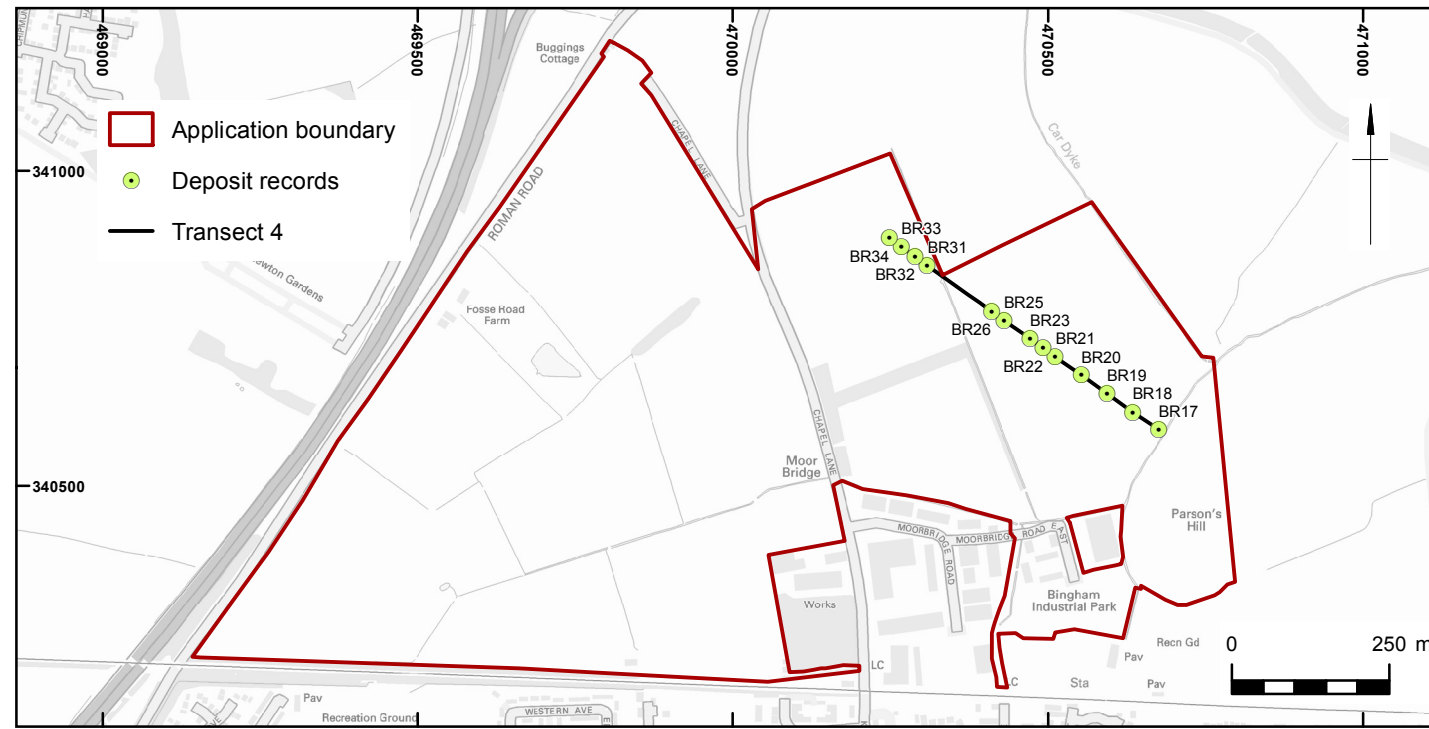 469000
469500
470000
470500
471000
341000
340500
Application boundary
Deposit records
Transect 4
Buggings
Cottage
CHAPEL LANE
ROMAN ROAD
Car Dyke
Fosse Road
Farm
BR33
BR34
BR31
BR32
BR25
BR26
BR23
BR21
BR22
BR20
BR19
BR18
BR17
CHAPEL LANE
Moor
Bridge
MOORBRIDGE ROAD
MOORBRIDGE ROAD EAST
Parson's
Hill
Works
Bingham
Industrial Park
Recn Gd
Pav
Sta
Pav
LC
Pav
Recreation Ground
WESTERN AVE
0
250 m
Gardens